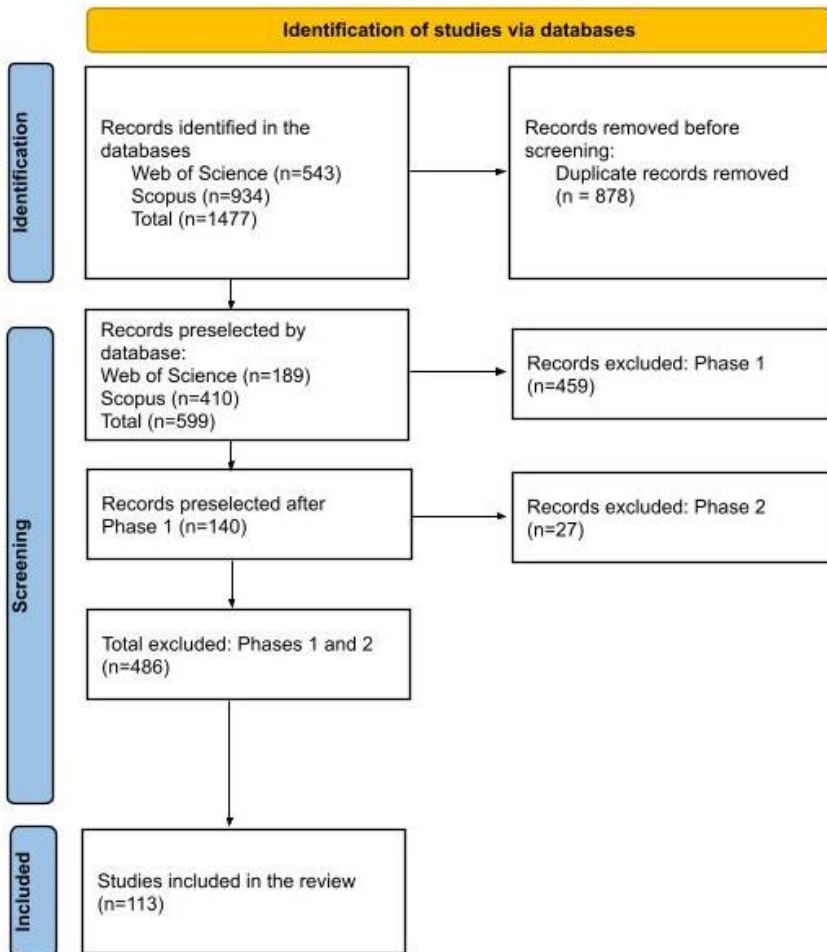 Identification of studies via databases
Identification
Records identified in the
databases
Web of Science (n=543)
Scopus (n=934)
Total (n=1477)
Records removed before
screening:
Duplicate records removed
(n = 878)
Screening
Records preselected by
database:
Web of Science (n=189)
Scopus (n=410)
Total (n=599)
Records excluded: Phase 1
(n=459)
Records preselected after
Phase 1 (n=140)
Records excluded: Phase 2
(n=27)
Total excluded: Phases 1 and 2
(n=486)
Included
Studies included in the review
(n=113)